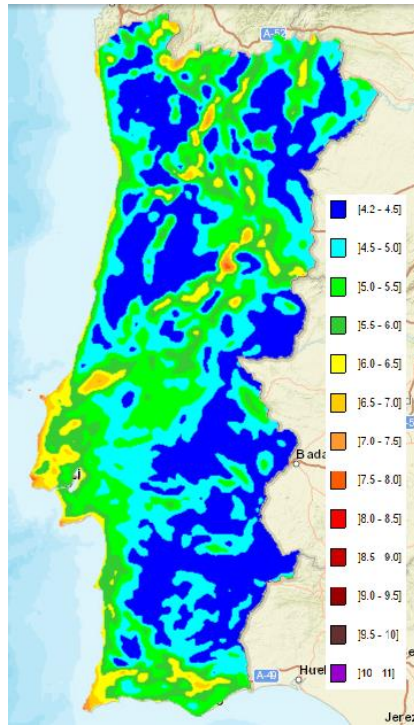 A-52
]4.2 - 4.5]
]4.5 - 5.0]
]5.0 - 5.5]
]5.5 - 6.0]
]6.0 - 6.5]
]6.5 - 7.0]
]7.0 - 7.5]
]7.5 - 8.0]
]8.0 - 8.5]
]8.5 - 9.0]
]9.0 - 9.5]
]9.5 - 10]
]10 11]
Bada
A-49
Huel
Jerez